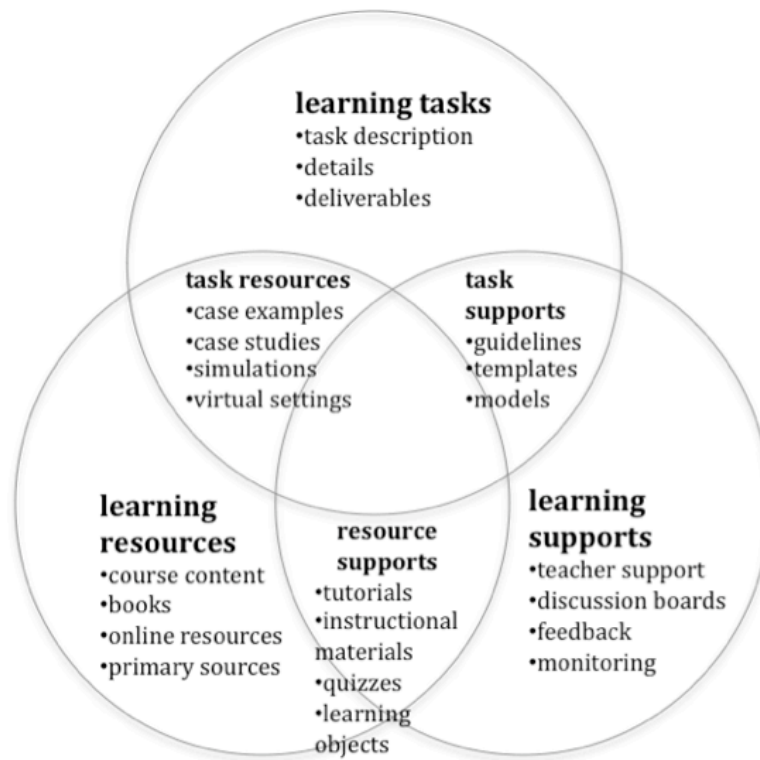 learning tasks
•task description
•details
•deliverables
task resources
•case examples
•case studies
•simulations
•virtual settings
task
supports
•guidelines
•templates
•models
learning
resources
•course content
•books
•online resources
•primary sources
resource
supports
•tutorials
•instructional
materials
•quizzes
•learning
objects
learning
supports
•teacher support
•discussion boards
•feedback
•monitoring